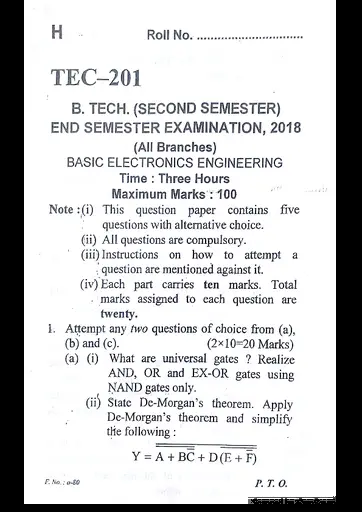 H Roll No. ..............................
TEC–201
B. TECH. (SECOND SEMESTER)
END SEMESTER EXAMINATION, 2018
(All Branches)
BASIC ELECTRONICS ENGINEERING
Time : Three Hours
Maximum Marks : 100
Note :(i) This question paper contains five
questions with alternative choice.
(ii) All questions are compulsory.
(iii) Instructions on how to attempt a
question are mentioned against it.
(iv) Each part carries ten marks. Total
marks assigned to each question are
twenty.
1. Attempt any two questions of choice from (a),
(b) and (c). (2×10=20 Marks)
(a) (i) What are universal gates ? Realize
AND, OR and EX-OR gates using
NAND gates only.
(ii) State De-Morgan's theorem. Apply
De-Morgan's theorem and simplify
the following :
Y = A + BC̅ + D(E + F̅)
F. No. : a-80 P. T. O.